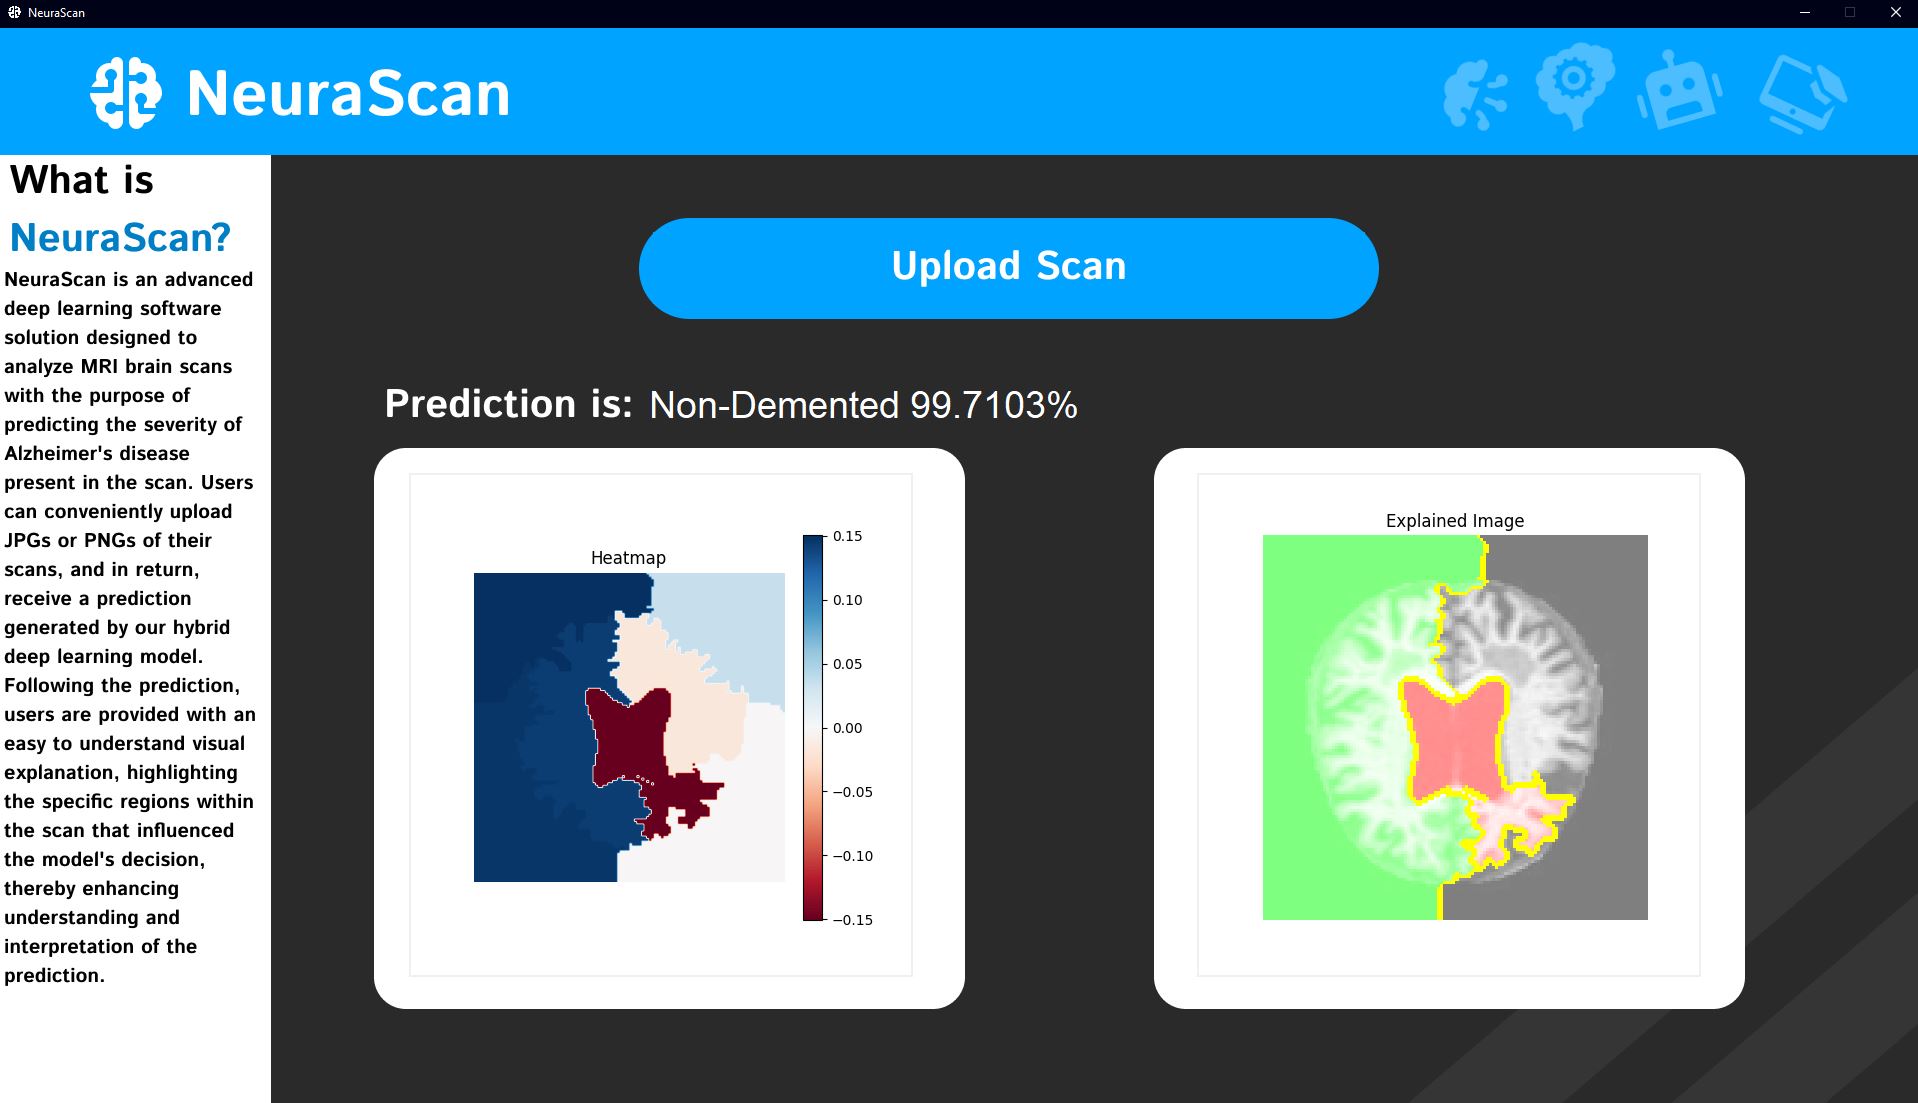 NeuraScan
NeuraScan
What is
NeuraScan?
NeuraScan is an advanced
deep learning software
solution designed to
analyze MRI brain scans
with the purpose of
predicting the severity of
Alzheimer's disease
present in the scan. Users
can conveniently upload
JPGs or PNGs of their
scans, and in return,
receive a prediction
generated by our hybrid
deep learning model.
Following the prediction,
users are provided with an
easy to understand visual
explanation, highlighting
the specific regions within
the scan that influenced
the model's decision,
thereby enhancing
understanding and
interpretation of the
prediction.
Upload Scan
Prediction is: Non-Demented 99.7103%
Heatmap
0.15
0.10
0.05
0.00
−0.05
−0.10
−0.15
Explained Image